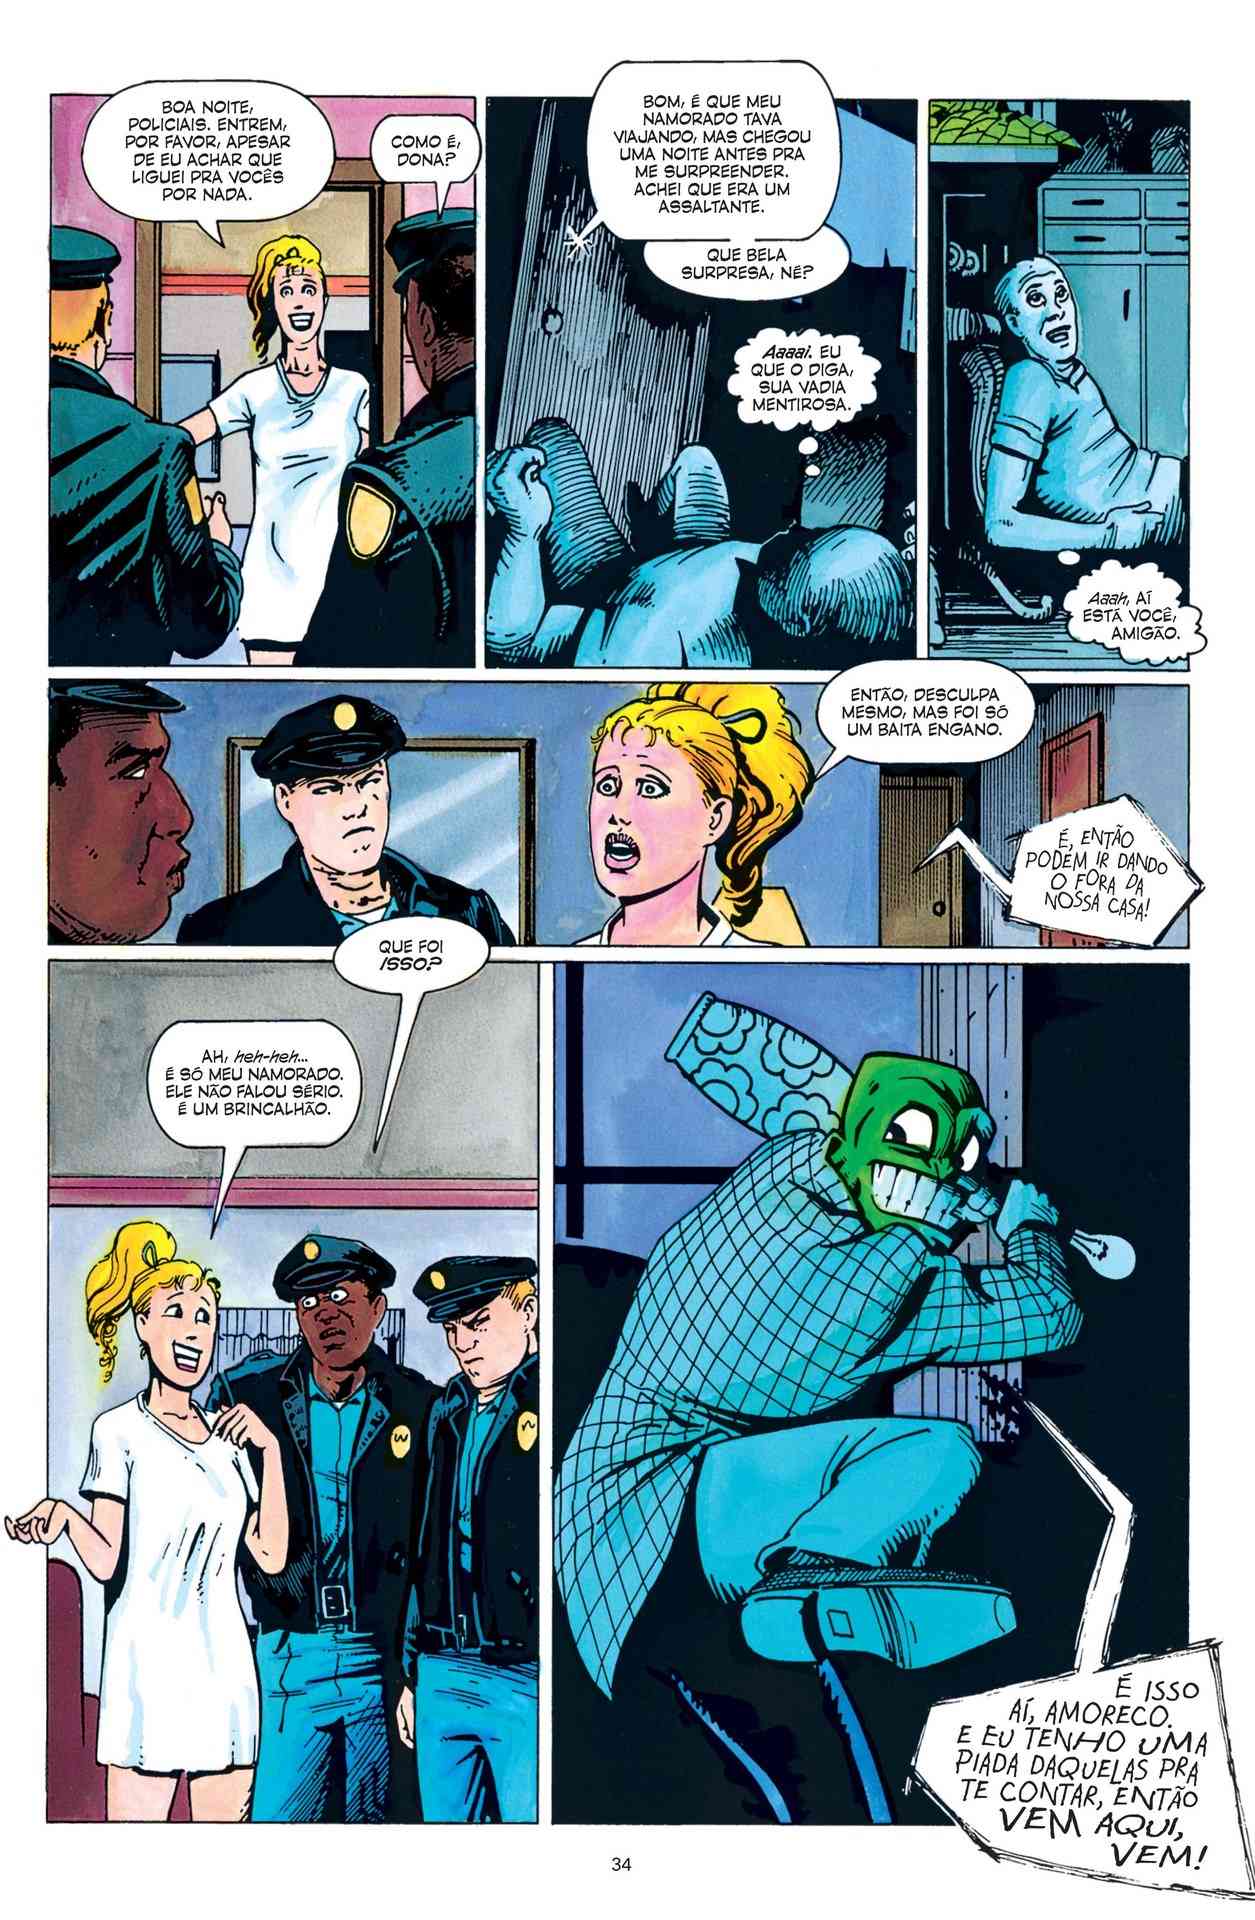 BOA NOITE,
POLICIAIS. ENTREM,
POR FAVOR, APESAR
DE EU ACHAR QUE
LIGUEI PRA VOCÊS
POR NADA.
COMO É,
DONA?
BOM, É QUE MEU
NAMORADO TAVA
VIAJANDO, MAS CHEGOU
UMA NOITE ANTES PRA
ME SURPREENDER.
ACHEI QUE ERA UM
ASSALTANTE.
QUE BELA
SURPRESA, NÉ?
Aaaai. EU
QUE O DIGA,
SUA VADIA
MENTIROSA.
Aaah, AÍ
ESTÁ VOCÊ,
AMIGÃO.
ENTÃO, DESCULPA
MESMO, MAS FOI SÓ
UM BAITA ENGANO.
É, ENTÃO
PODEM IR DANDO
O FORA DA
NOSSA CASA!
QUE FOI
ISSO?
AH, heh-heh...
É SÓ MEU NAMORADO.
ELE NÃO FALOU SÉRIO.
É UM BRINCALHÃO.
É ISSO
AÍ, AMORECO.
E EU TENHO UMA
PIADA DAQUELAS PRA
TE CONTAR, ENTÃO
VEM AQUI,
VEM!
34